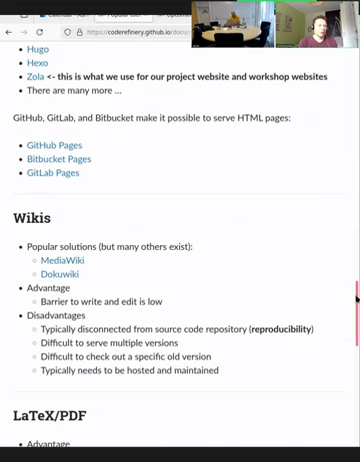 https://coderefinery.github.io/docu
Hugo
Hexo
Zola <- this is what we use for our project website and workshop websites
There are many more ...
GitHub, GitLab, and Bitbucket make it possible to serve HTML pages:
GitHub Pages
Bitbucket Pages
GitLab Pages
Wikis
Popular solutions (but many others exist):
MediaWiki
Dokuwiki
Advantage
Barrier to write and edit is low
Disadvantages
Typically disconnected from source code repository (reproducibility)
Difficult to serve multiple versions
Difficult to check out a specific old version
Typically needs to be hosted and maintained
LaTeX/PDF
Advantage